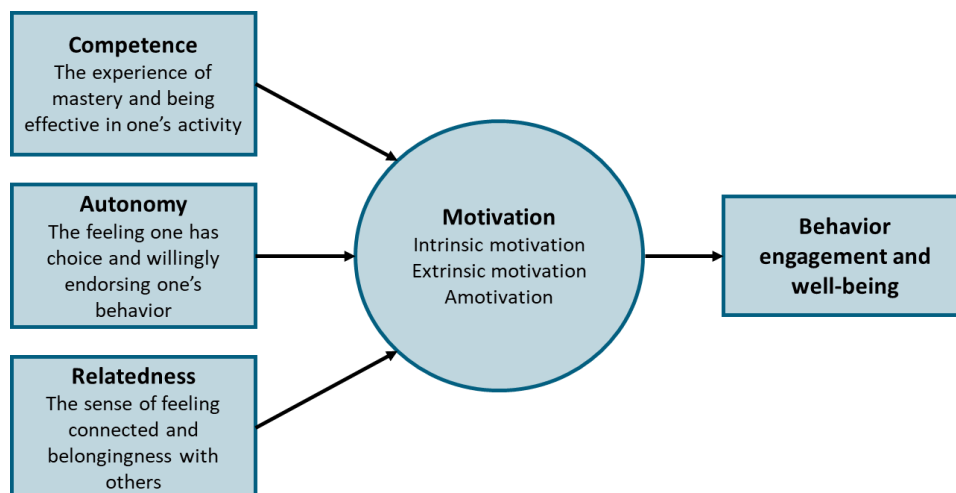 Competence
The experience of
mastery and being
effective in one’s activity
Autonomy
The feeling one has
choice and willingly
endorsing one’s
behavior
Relatedness
The sense of feeling
connected and
belongingness with
others
Motivation
Intrinsic motivation
Extrinsic motivation
Amotivation
Behavior
engagement and
well-being